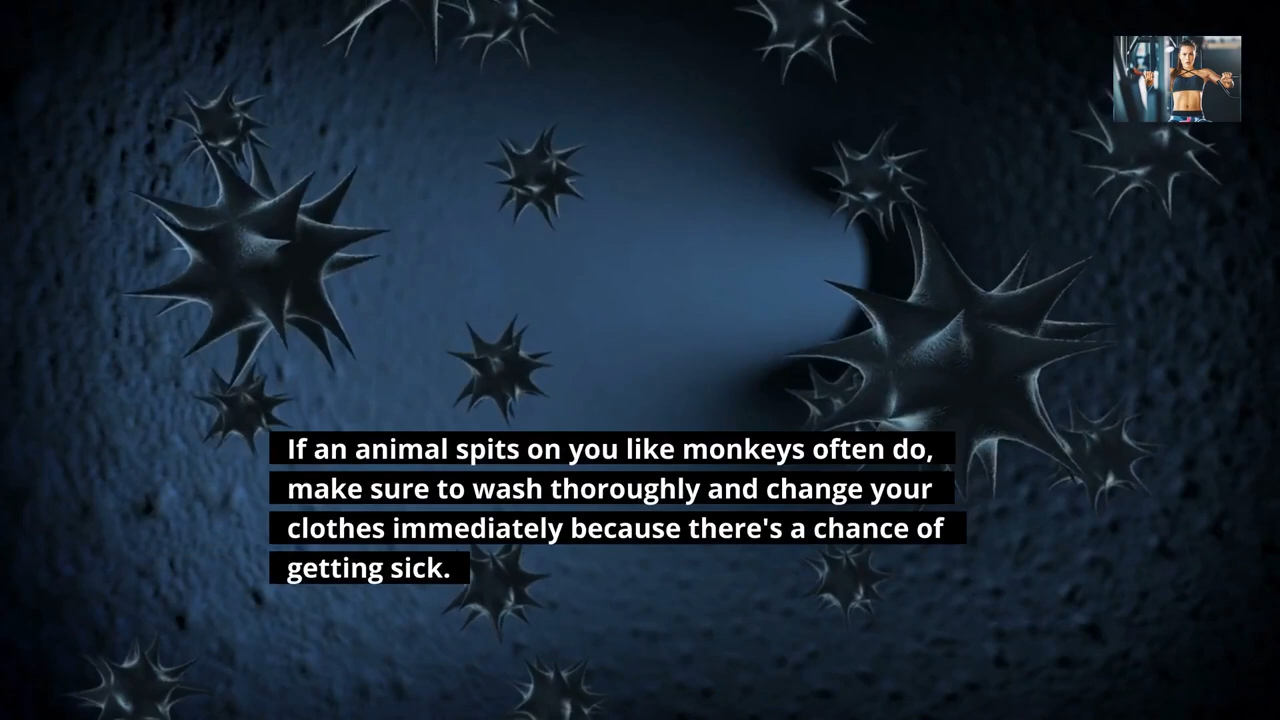 If an animal spits on you like monkeys often do,
make sure to wash thoroughly and change your
clothes immediately because there's a chance of
getting sick.